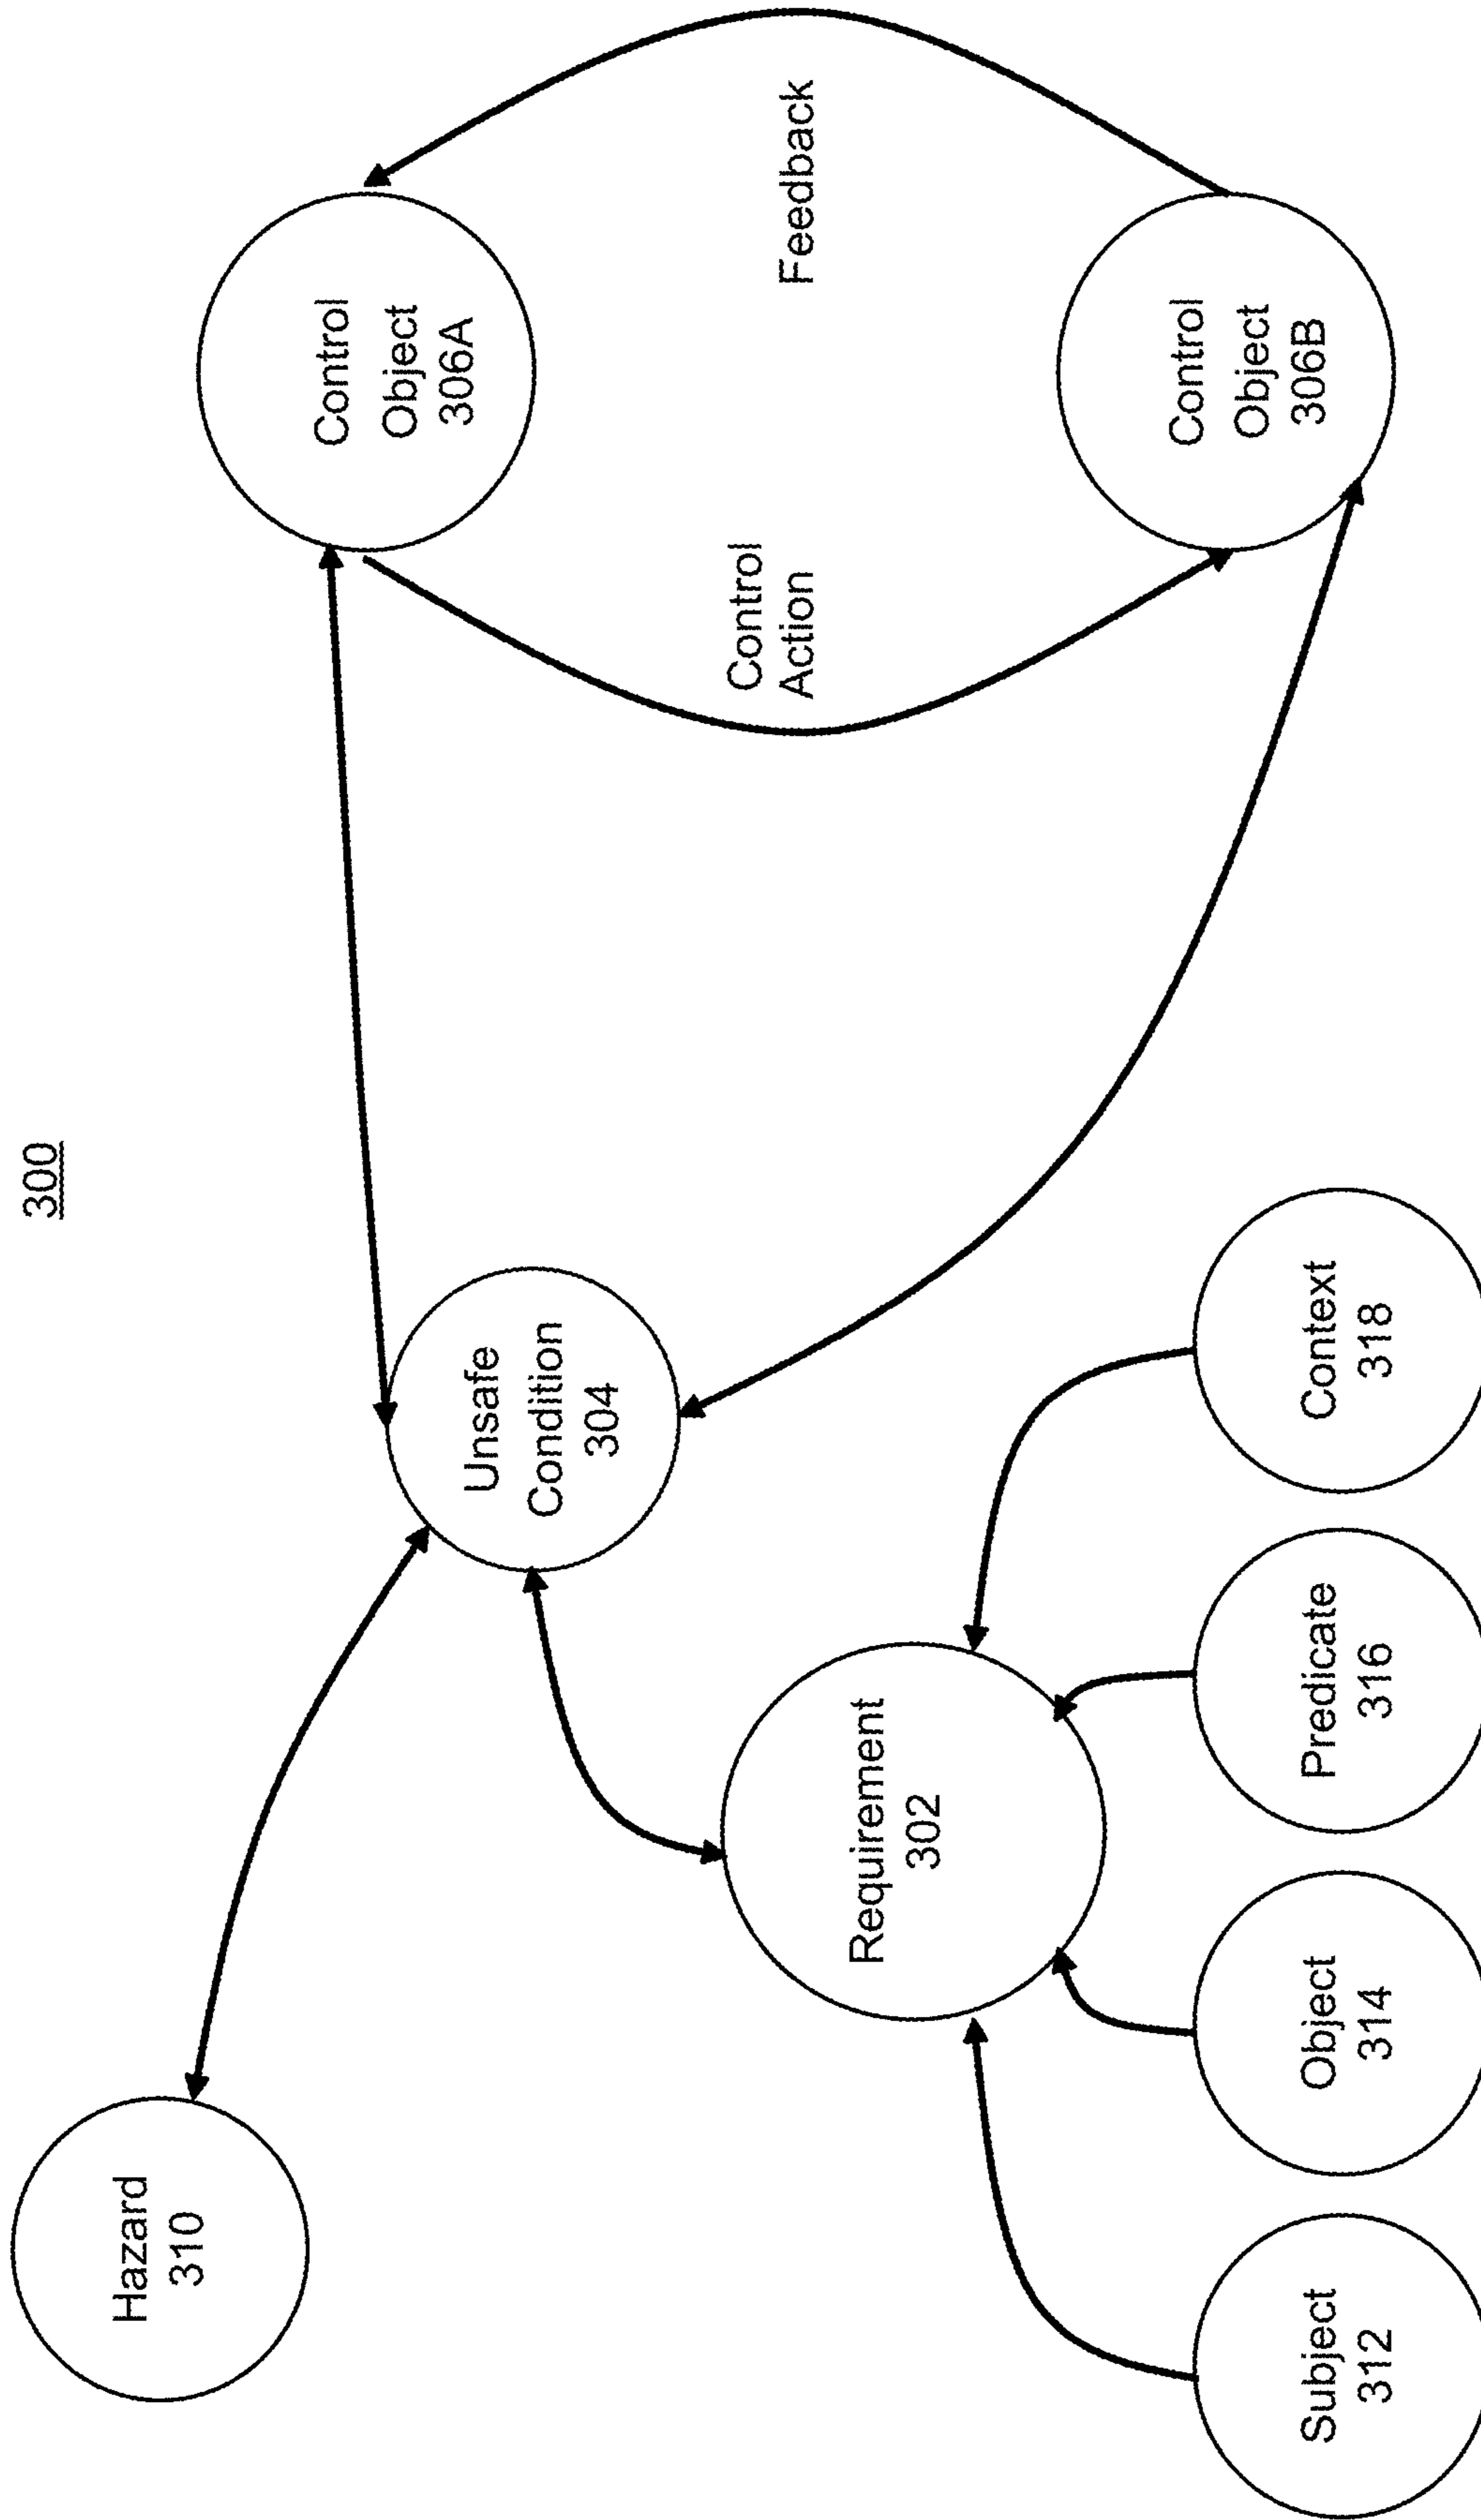 300
Hazard
310
Unsafe
Condition
304
Control
Object
306A
Control
Action
Feedback
Requirement
302
Control
Object
306B
Subject
312
Object
314
Predicate
316
Context
318